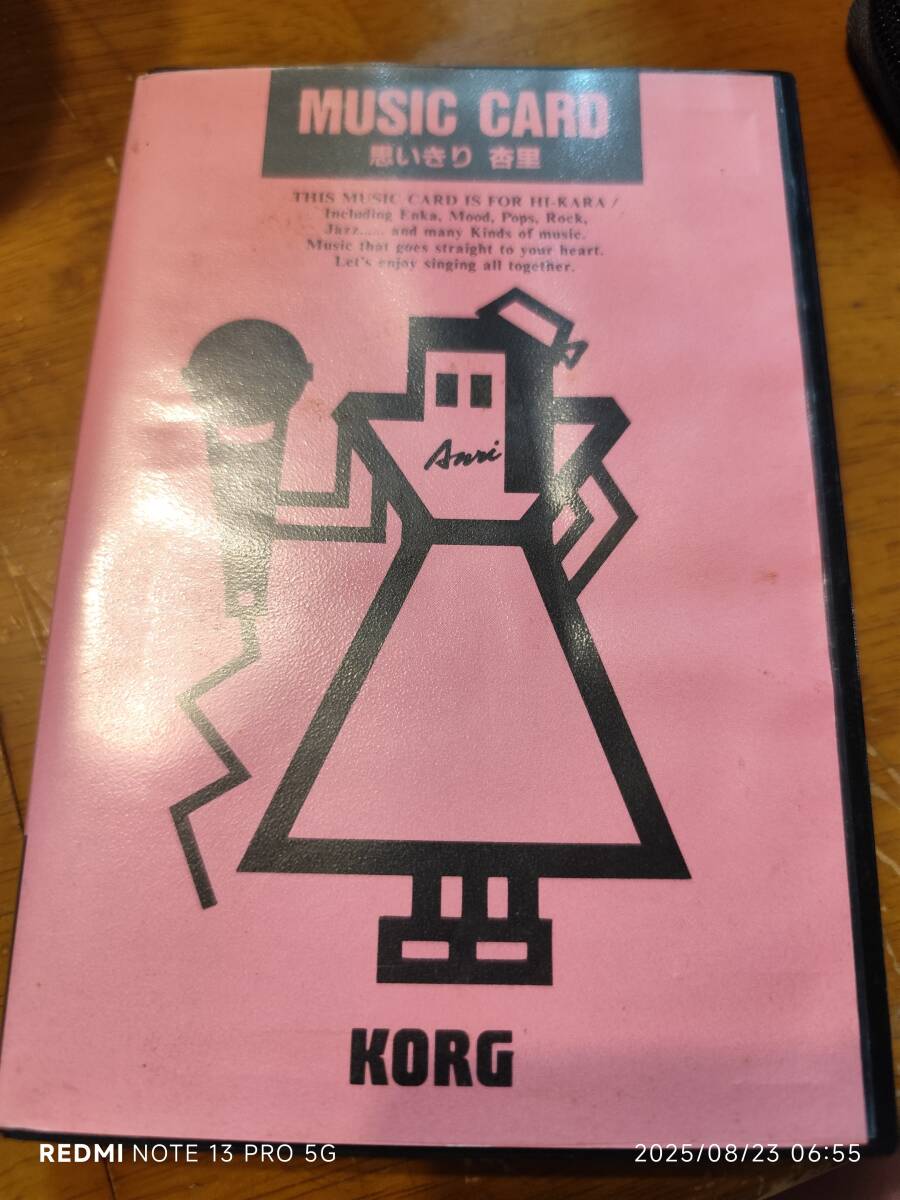 MUSIC CARD
思いきり 杏里
THIS MUSIC CARD IS FOR HI-KARA /
Including Enka, Mood, Pops, Rock,
Jazz..... and many Kinds of music.
Music that goes straight to your heart.
Let's enjoy singing all together.
Anri
KORG
REDMI NOTE 13 PRO 5G
2025/08/23 06:55